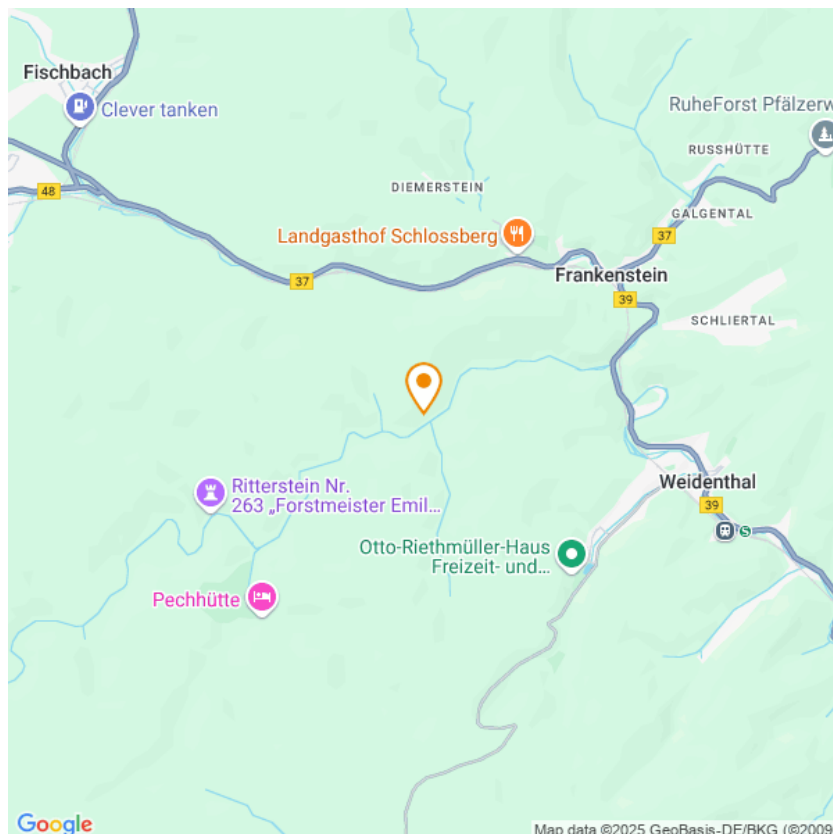 Fischbach
Clever tanken
RuheForst Pfälzerw
RUSSHÜTTE
48
DIEMERSTEIN
GALGENTAL
Landgasthof Schlossberg
37
37
Frankenstein
39
SCHLIERTAL
Ritterstein Nr.
263 „Forstmeister Emil...
Weidenthal
39
S
Otto-Riethmüller-Haus
Freizeit- und...
Pechhütte
Google
Map data ©2025 GeoBasis-DE/BKG (©2009)